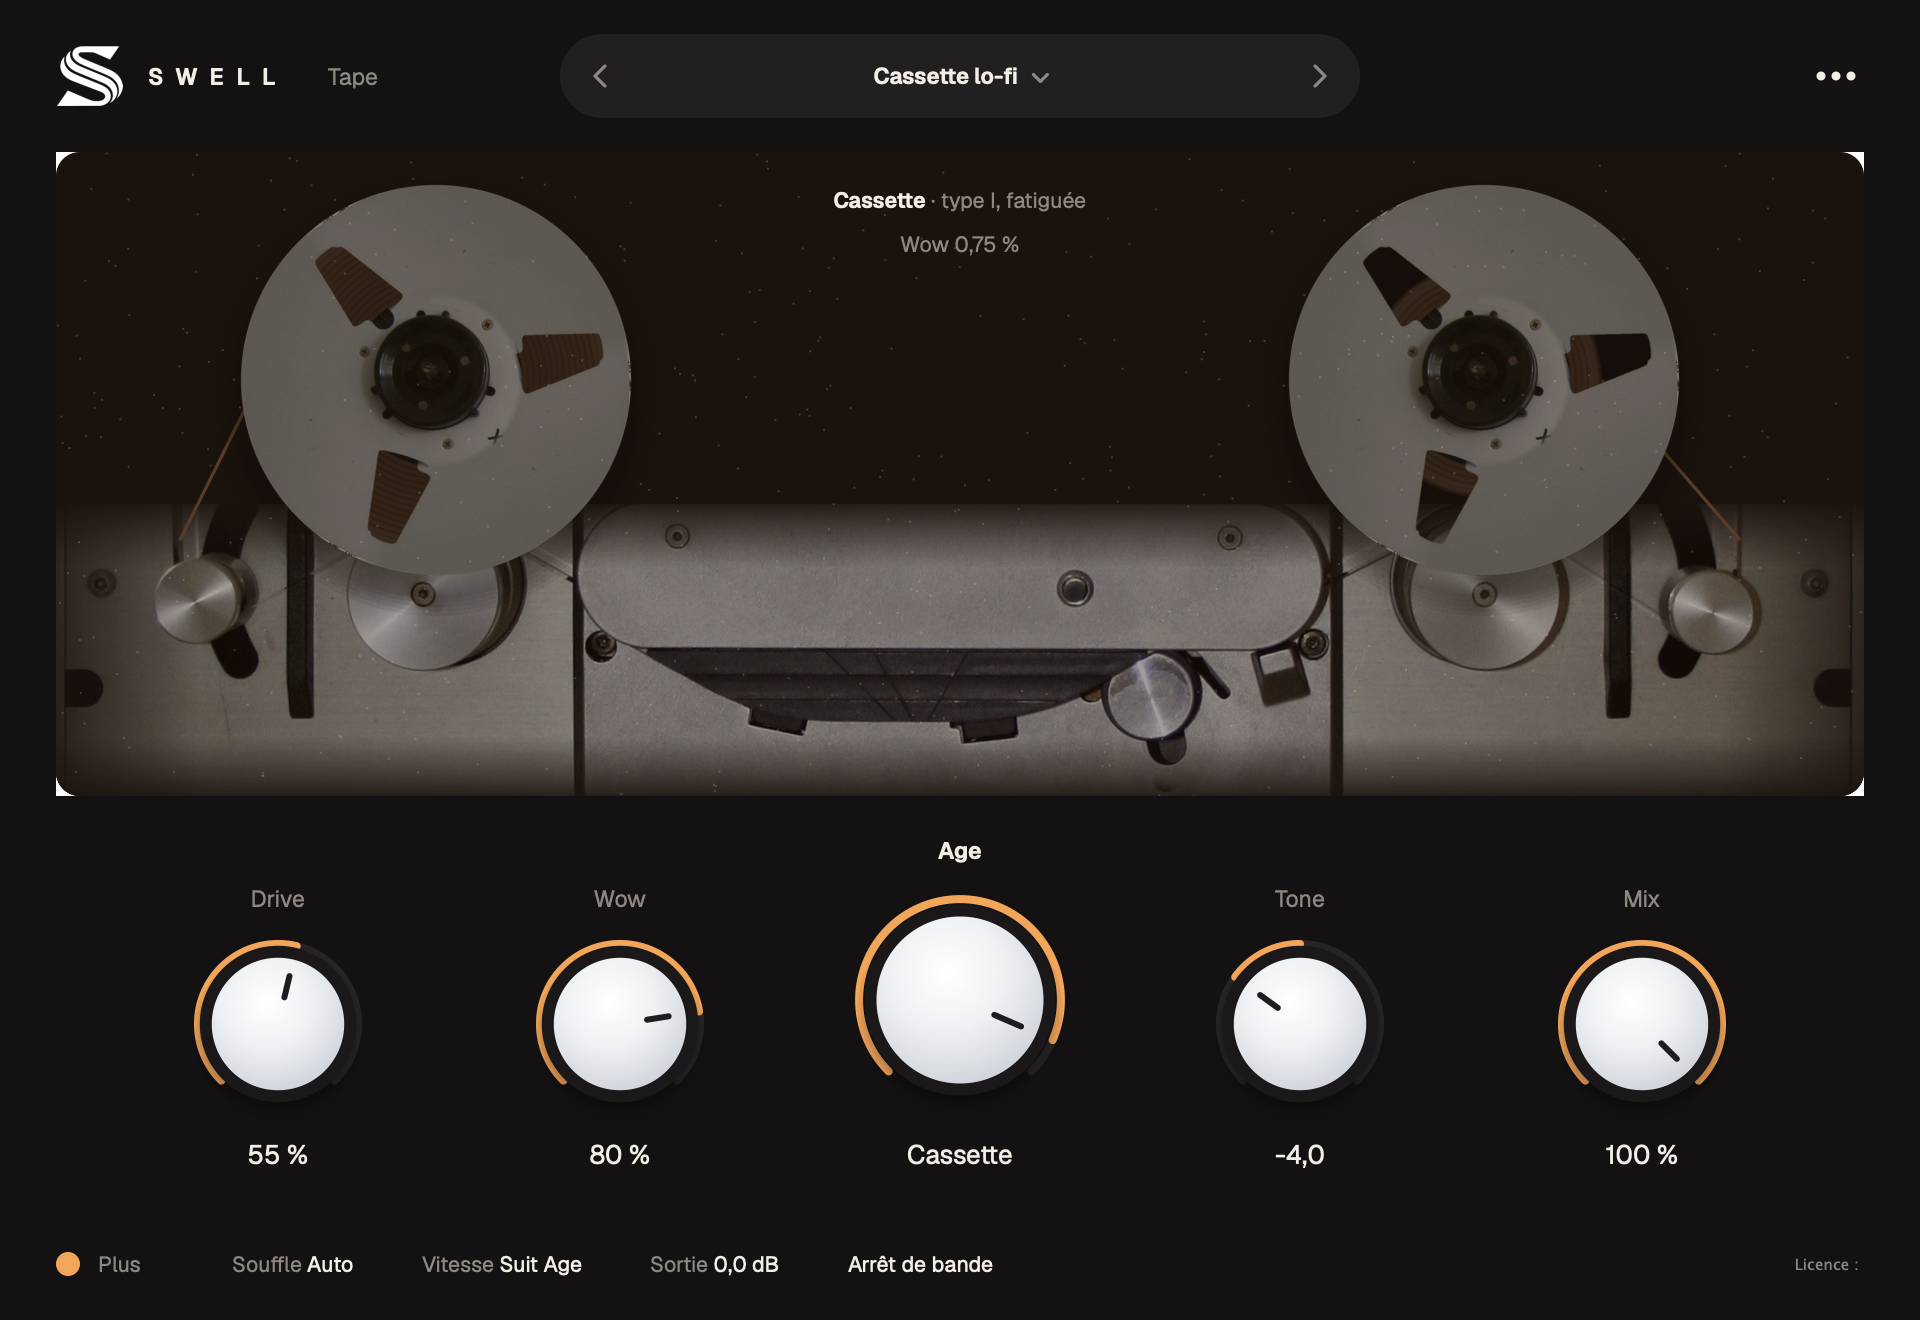 SWELL Tape
Cassette lo-fi
Cassette · type I, fatiguée
Wow 0,75 %
Age
Drive Wow Tone Mix
55 % 80 % Cassette -4,0 100 %
Plus Souffle Auto Vitesse Suit Age Sortie 0,0 dB Arrêt de bande Licence :